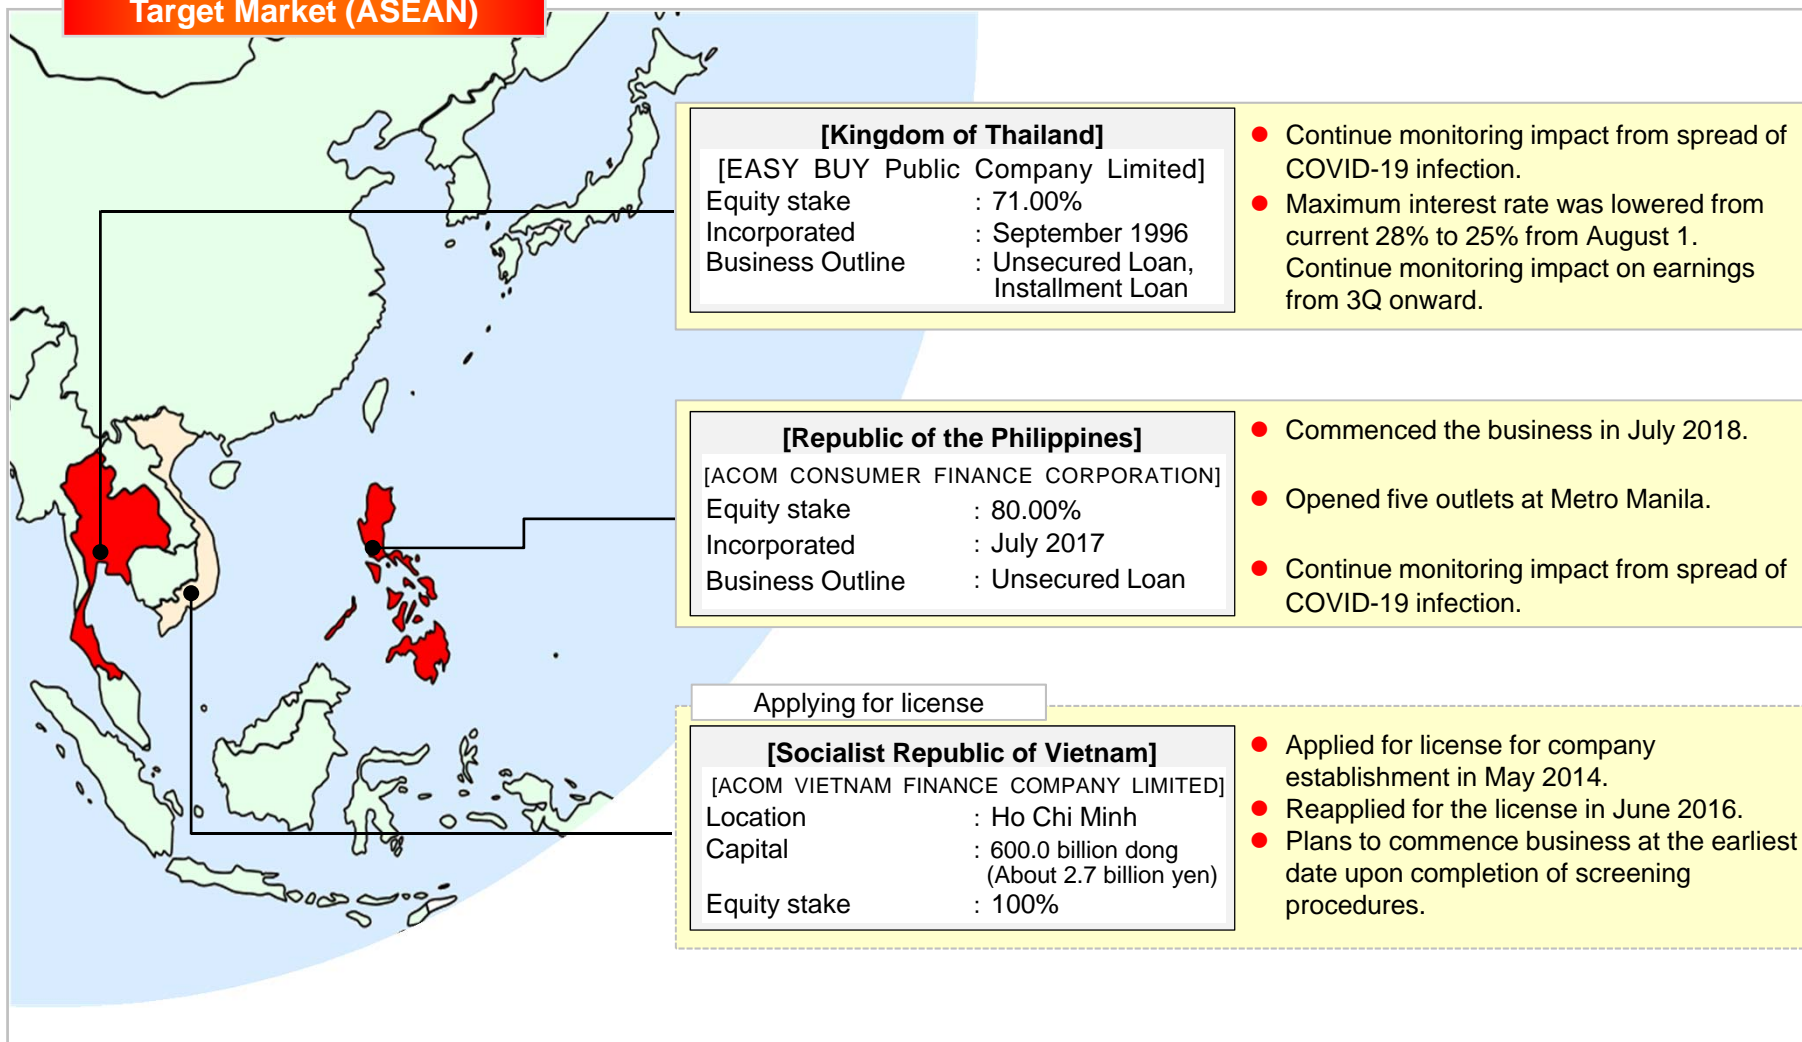 Target Market (ASEAN)
[Kingdom of Thailand]
[EASY BUY Public Company Limited]
Equity stake : 71.00%
Incorporated : September 1996
Business Outline : Unsecured Loan,
Installment Loan
● Continue monitoring impact from spread of
COVID-19 infection.
● Maximum interest rate was lowered from
current 28% to 25% from August 1.
Continue monitoring impact on earnings
from 3Q onward.
[Republic of the Philippines]
[ACOM CONSUMER FINANCE CORPORATION]
Equity stake : 80.00%
Incorporated : July 2017
Business Outline : Unsecured Loan
● Commenced the business in July 2018.
● Opened five outlets at Metro Manila.
● Continue monitoring impact from spread of
COVID-19 infection.
Applying for license
[Socialist Republic of Vietnam]
[ACOM VIETNAM FINANCE COMPANY LIMITED]
Location : Ho Chi Minh
Capital : 600.0 billion dong
(About 2.7 billion yen)
Equity stake : 100%
● Applied for license for company
establishment in May 2014.
● Reapplied for the license in June 2016.
● Plans to commence business at the earliest
date upon completion of screening
procedures.